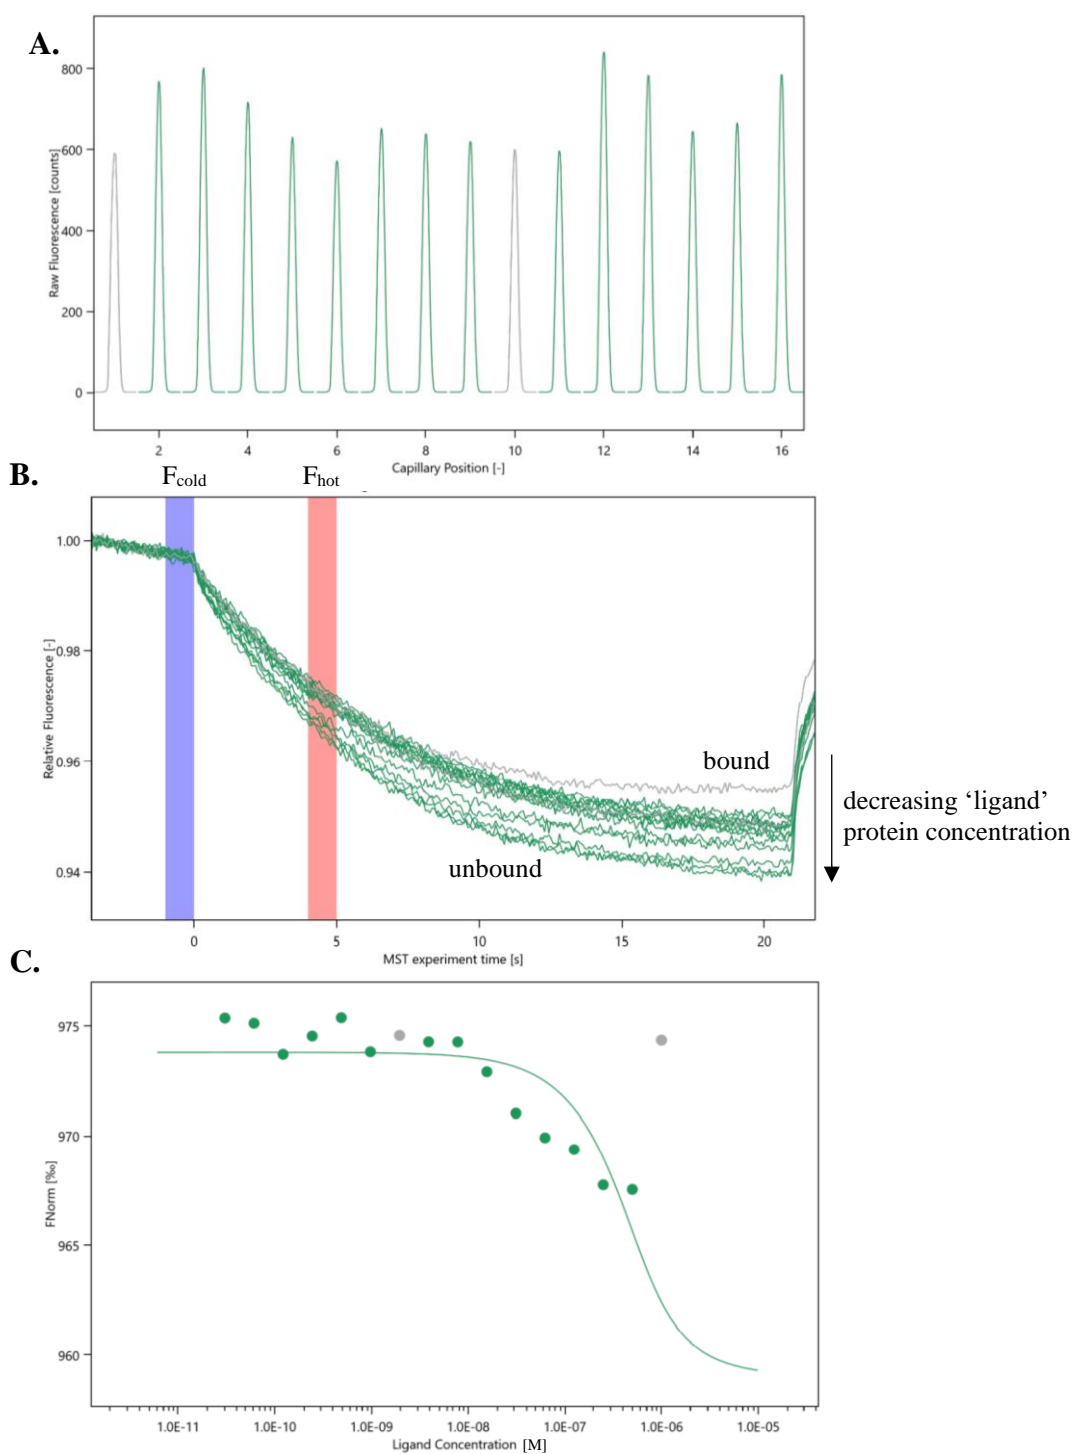 A.
800
600
400
200
0
Raw Fluorescence [counts]
2 4 6 8 10 12 14 16
Capillary Position [-]
B.
Fcold Fhot
1.00
0.98
0.96
0.94
Relative Fluorescence [-]
bound
unbound
decreasing ‘ligand’
protein concentration
0 5 10 15 20
MST experiment time [s]
C.
975
970
965
960
FNorm [‰]
1.0E-11 1.0E-10 1.0E-09 1.0E-08 1.0E-07 1.0E-06 1.0E-05
Ligand Concentration [M]